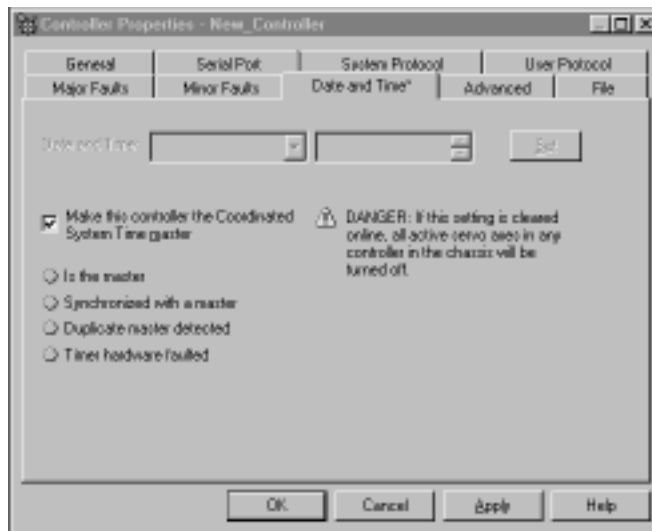 Controller Properties - New_Controller
General Serial Port System Protocol User Protocol
Major Faults Minor Faults Date and Time* Advanced File
Date and Time:
Set
Make this controller the Coordinated
System Time master
DANGER: If this setting is cleared
online, all active servo axes in any
controller in the chassis will be
turned off.
Is the master
Synchronized with a master
Duplicate master detected
Timer hardware faulted
OK Cancel Apply Help